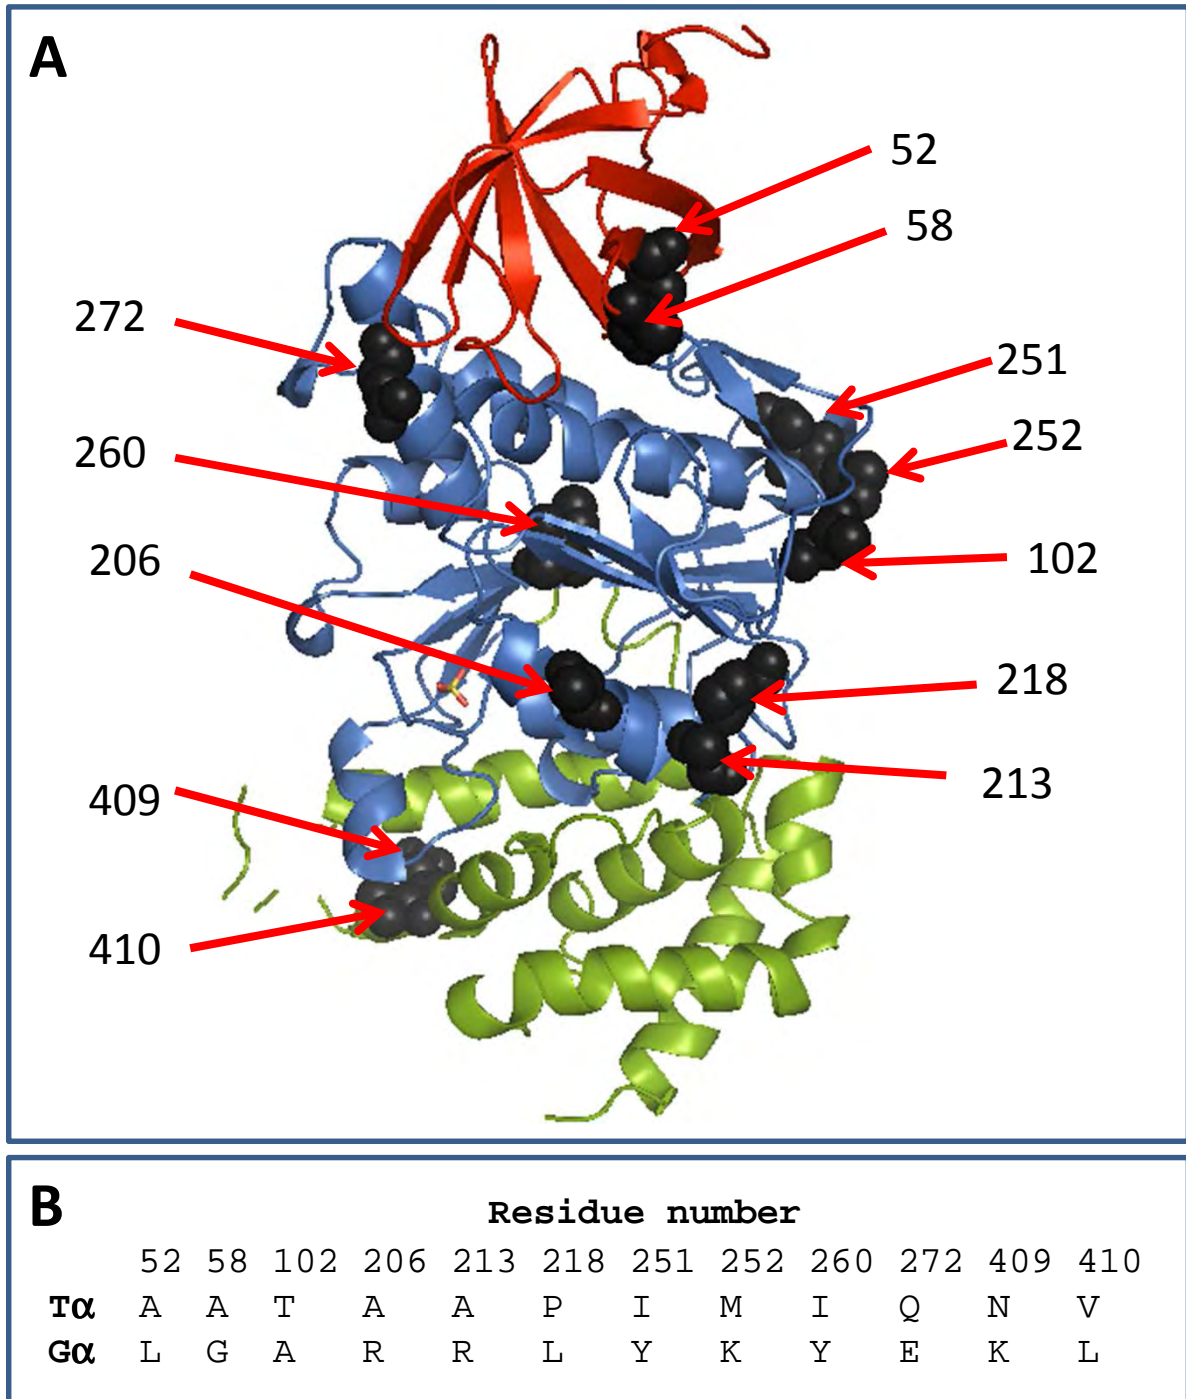 A
52
58
272
251
252
260
102
206
218
213
409
410
B
Residue number
52 58 102 206 213 218 251 252 260 272 409 410
Tα A A T A A P I M I Q N V
Gα L G A R R L Y K Y E K L